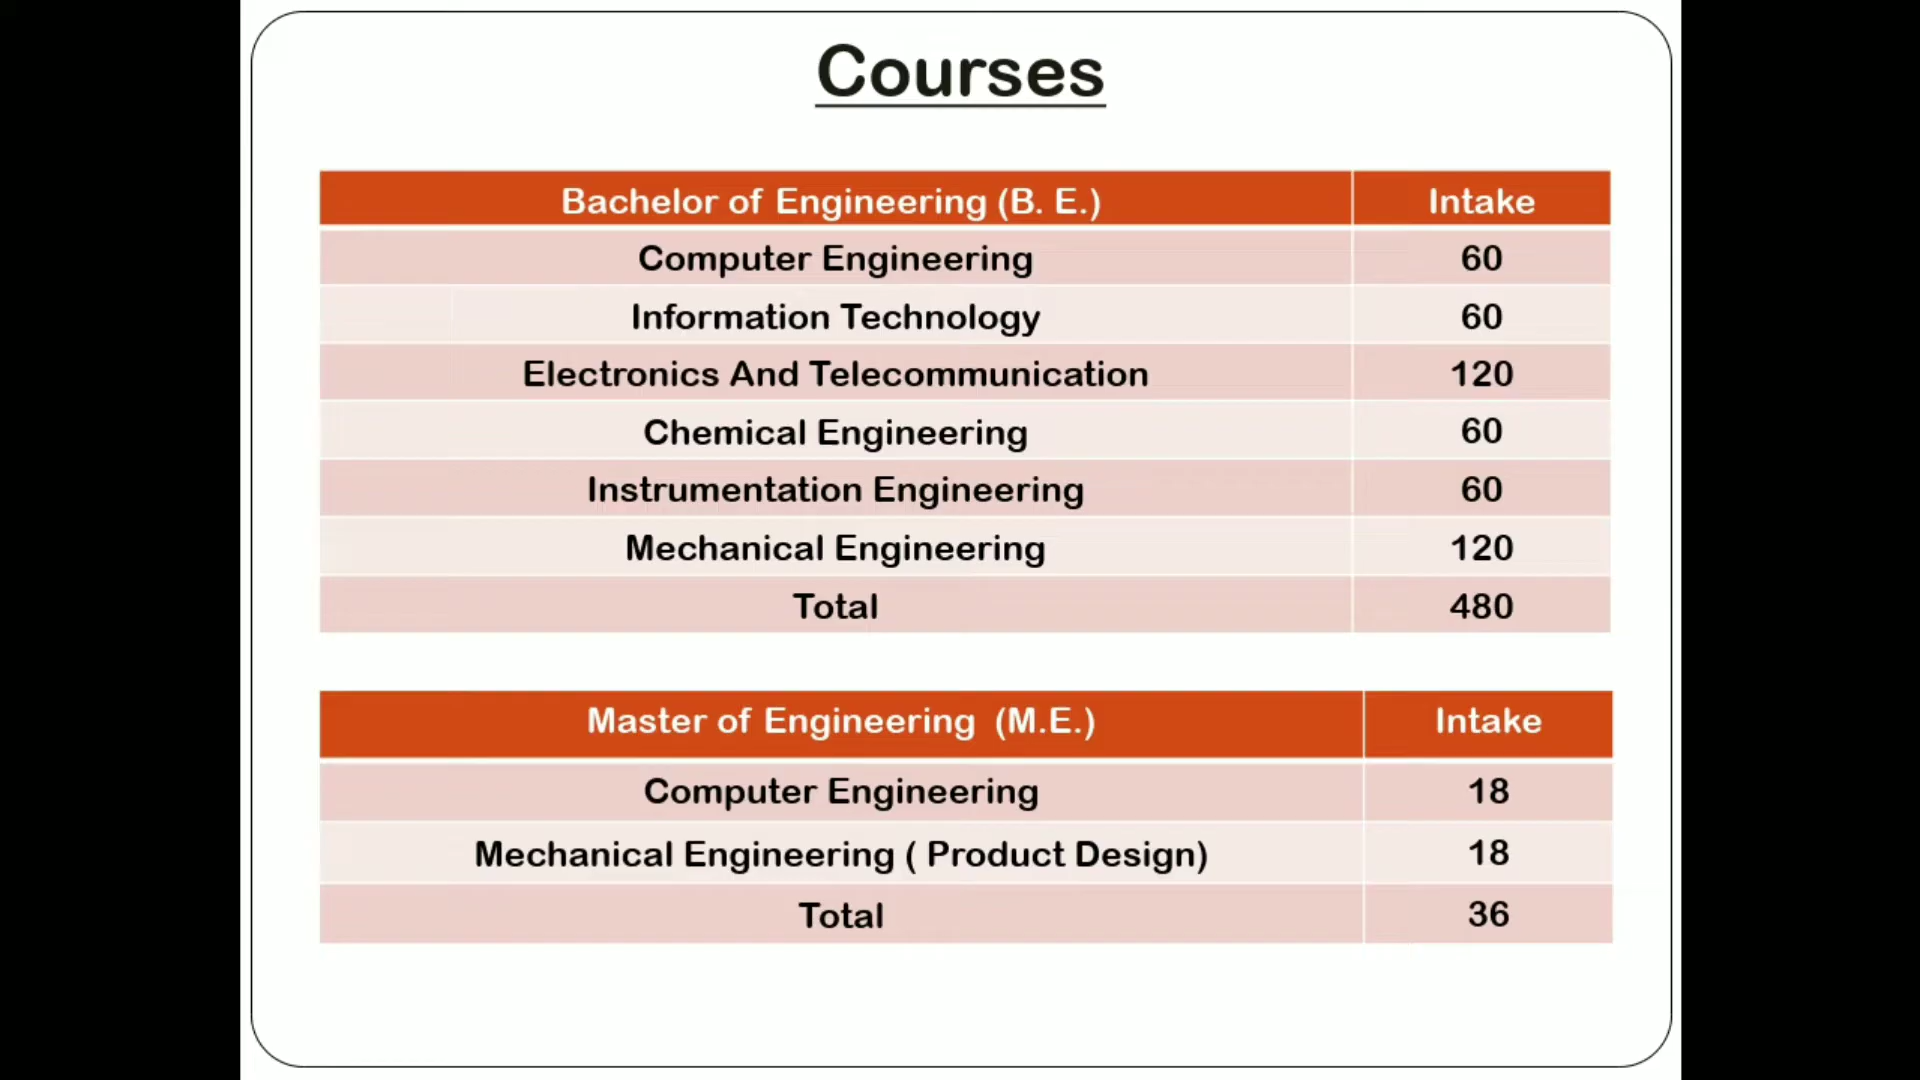 Courses
Bachelor of Engineering (B. E.) Intake
Computer Engineering 60
Information Technology 60
Electronics And Telecommunication 120
Chemical Engineering 60
Instrumentation Engineering 60
Mechanical Engineering 120
Total 480
Master of Engineering (M.E.) Intake
Computer Engineering 18
Mechanical Engineering ( Product Design) 18
Total 36